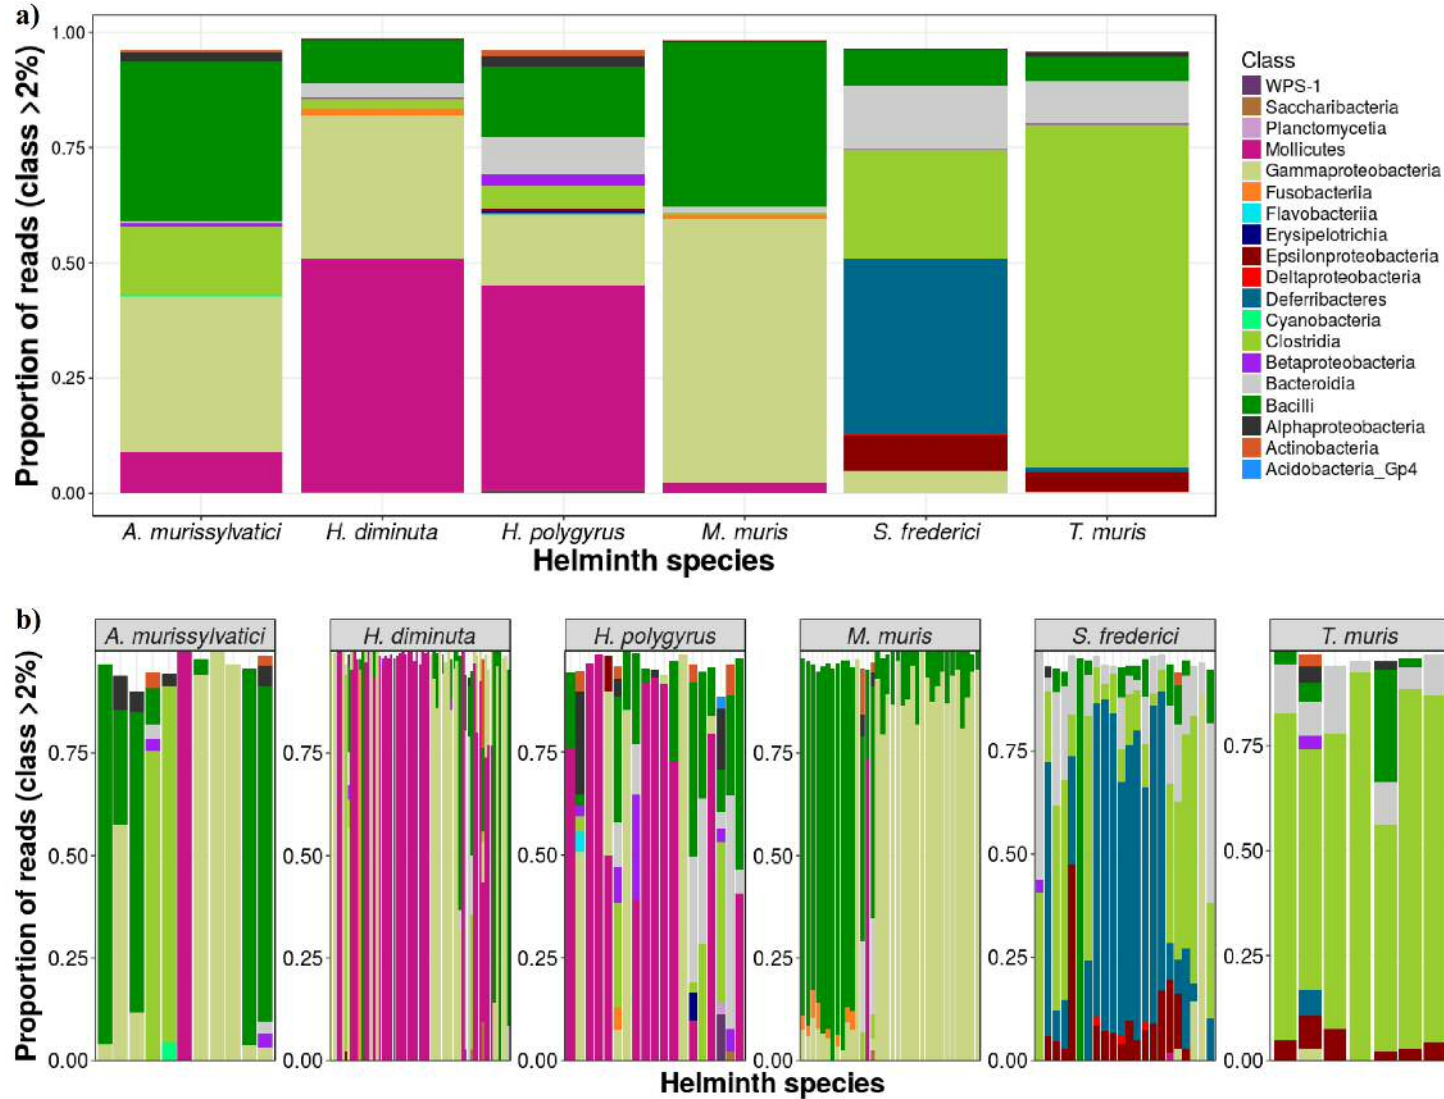 a)
Proportion of reads (class >2%)
1.00
0.75
0.50
0.25
0.00
A. murissylvatici
H. diminuta
H. polygyrus
M. muris
S. frederici
T. muris
Helminth species
Class
WPS-1
Saccharibacteria
Planctomycetia
Mollicutes
Gammaproteobacteria
Fusobacteriia
Flavobacteriia
Erysipelotrichia
Epsilonproteobacteria
Deltaproteobacteria
Deferribacteres
Cyanobacteria
Clostridia
Betaproteobacteria
Bacteroidia
Bacilli
Alphaproteobacteria
Actinobacteria
Acidobacteria_Gp4
b)
Proportion of reads (class >2%)
A. murissylvatici
0.75
0.50
0.25
0.00
H. diminuta
0.75
0.50
0.25
0.00
H. polygyrus
0.75
0.50
0.25
0.00
M. muris
0.75
0.50
0.25
0.00
S. frederici
0.75
0.50
0.25
0.00
T. muris
0.75
0.50
0.25
0.00
Helminth species